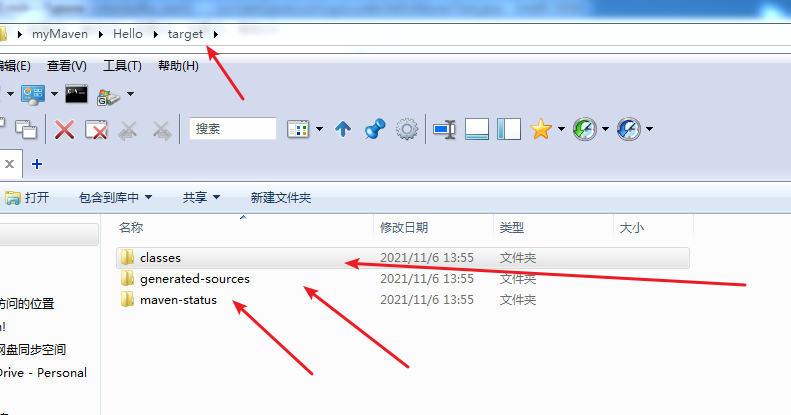 myMaven Hello target
编辑(E) 查看(V) 工具(T) 帮助(H)
搜索
x +
打开 包含到库中 共享 新建文件夹
名称 修改日期 类型 大小
classes 2021/11/6 13:55 文件夹
generated-sources 2021/11/6 13:55 文件夹
maven-status 2021/11/6 13:55 文件夹
访问的位置
n!
网盘同步空间
Drive - Personal